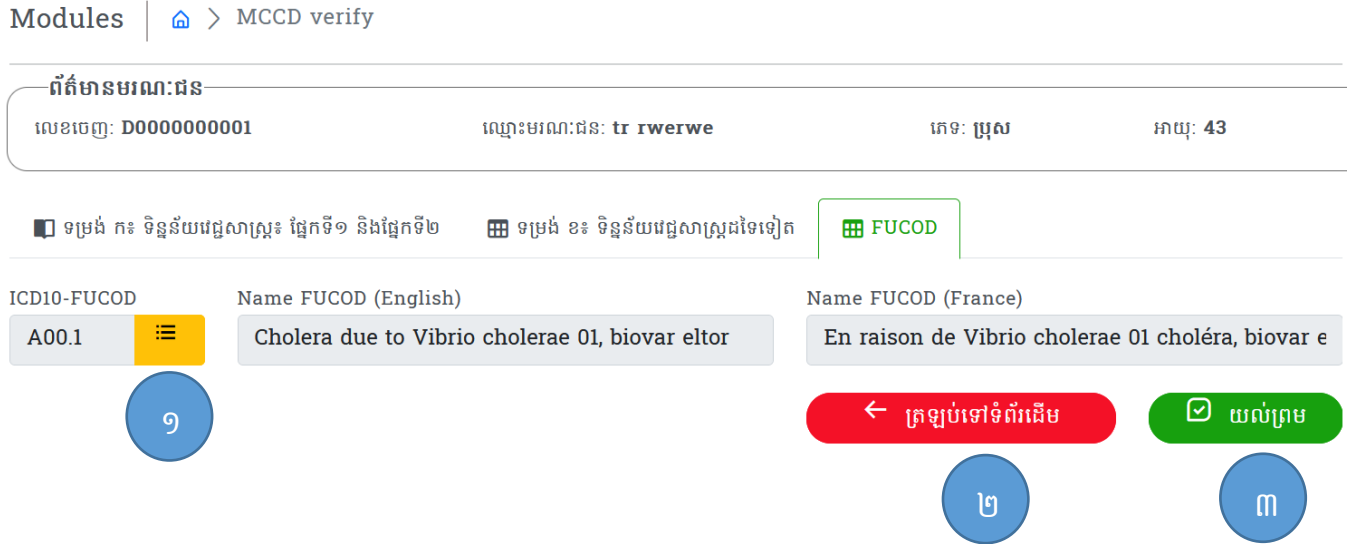 Modules MCCD verify
ព័ត៌មានមរណៈជន
លេខចេញ: D0000000001 ឈ្មោះមរណៈជន: tr rwerwe ភេទ: ប្រុស អាយុ: 43
ទម្រង់ ក៖ ទិន្នន័យវេជ្ជសាស្ត្រ៖ ផ្នែកទី១ និងផ្នែកទី២ ទម្រង់ ខ៖ ទិន្នន័យវេជ្ជសាស្ត្រដទៃទៀត FUCOD
ICD10-FUCOD Name FUCOD (English) Name FUCOD (France)
A00.1 Cholera due to Vibrio cholerae 01, biovar eltor En raison de Vibrio cholerae 01 choléra, biovar e
ត្រឡប់ទៅទំព័រដើម យល់ព្រម
១
២ ៣